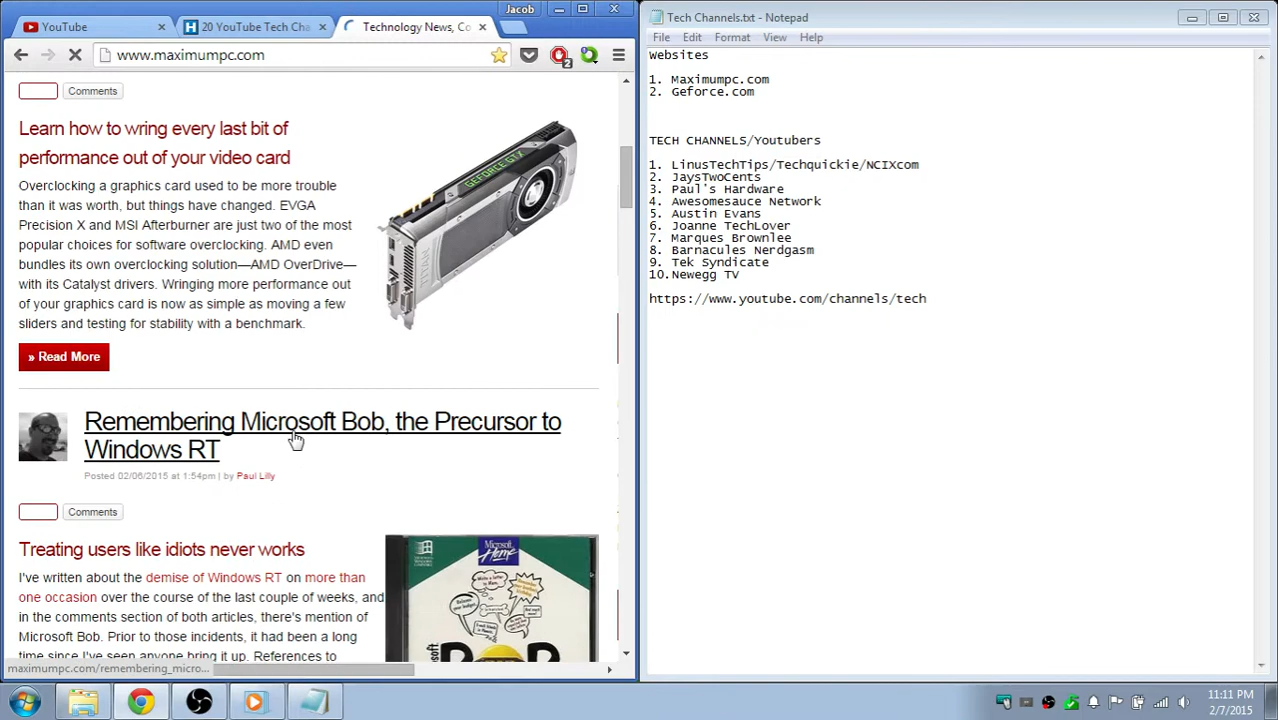 Jacob
YouTube
20 YouTube Tech Cha
Technology News, Co
www.maximumpc.com
2
Comments
Learn how to wring every last bit of
performance out of your video card
Overclocking a graphics card used to be more trouble
than it was worth, but things have changed. EVGA
Precision X and MSI Afterburner are just two of the most
popular choices for software overclocking. AMD even
bundles its own overclocking solution—AMD OverDrive—
with its Catalyst drivers. Wringing more performance out
of your graphics card is now as simple as moving a few
sliders and testing for stability with a benchmark.
GEFORCE GTX
TITAN
» Read More
Remembering Microsoft Bob, the Precursor to
Windows RT
Posted 02/06/2015 at 1:54pm | by Paul Lilly
Comments
Treating users like idiots never works
I've written about the demise of Windows RT on more than
one occasion over the course of the last couple of weeks, and
in the comments section of both articles, there's mention of
Microsoft Bob. Prior to those incidents, it had been a long
time since I've seen anyone bring it up. References to
Microsoft
Home
maximumpc.com/remembering_micro...
Tech Channels.txt - Notepad
File Edit Format View Help
Websites
1. Maximumpc.com
2. Geforce.com
TECH CHANNELS/Youtubers
1. LinusTechTips/Techquickie/NCIXcom
2. JaysTwoCents
3. Paul's Hardware
4. Awesomesauce Network
5. Austin Evans
6. Joanne TechLover
7. Marques Brownlee
8. Barnacules Nerdgasm
9. Tek Syndicate
10.Newegg TV
https://www.youtube.com/channels/tech
11:11 PM
2/7/2015